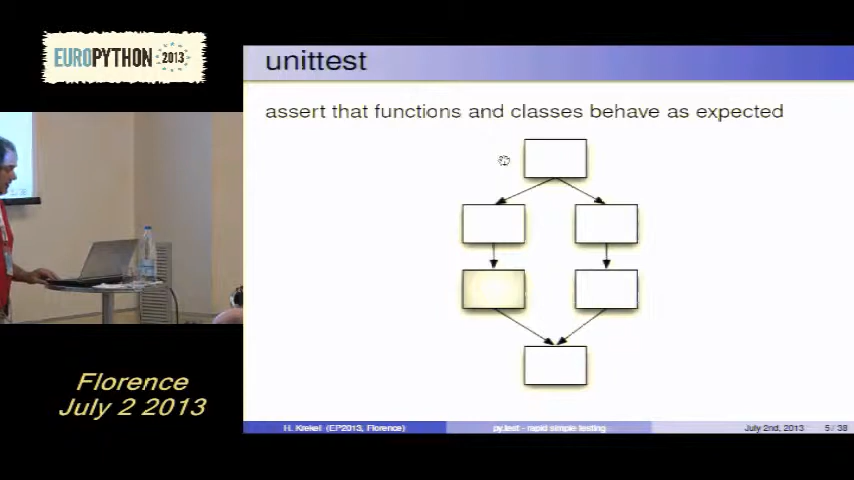 EUROPYTHON 2013
unittest
assert that functions and classes behave as expected
Florence
July 2 2013
H. Krekel (EP2013, Florence)
py.test - rapid simple testing
July 2nd, 2013
5 / 38